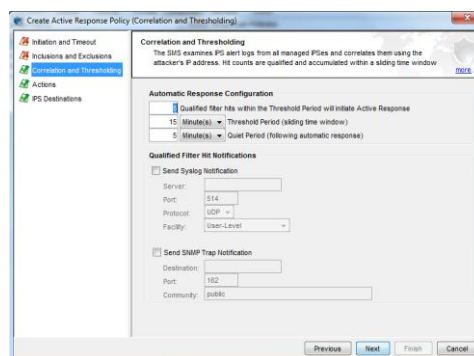 Create Active Response Policy (Correlation and Thresholding)
Initiation and Timeout
Inclusions and Exclusions
Correlation and Thresholding
Actions
IPS Destinations
Correlation and Thresholding
The SMS examines IPS alert logs from all managed IPSes and correlates them using the
attacker's IP address. Hit counts are qualified and accumulated within a sliding time window
more
Automatic Response Configuration
Qualified filter hits within the Threshold Period will initiate Active Response
15 Minute(s) Threshold Period (sliding time window)
5 Minute(s) Quiet Period (following automatic response)
Qualified Filter Hit Notifications
Send Syslog Notification
Server:
Port: 514
Protocol: UDP
Facility: User-Level
Send SNMP Trap Notification
Destination:
Port: 162
Community: public
Previous Next Finish Cancel